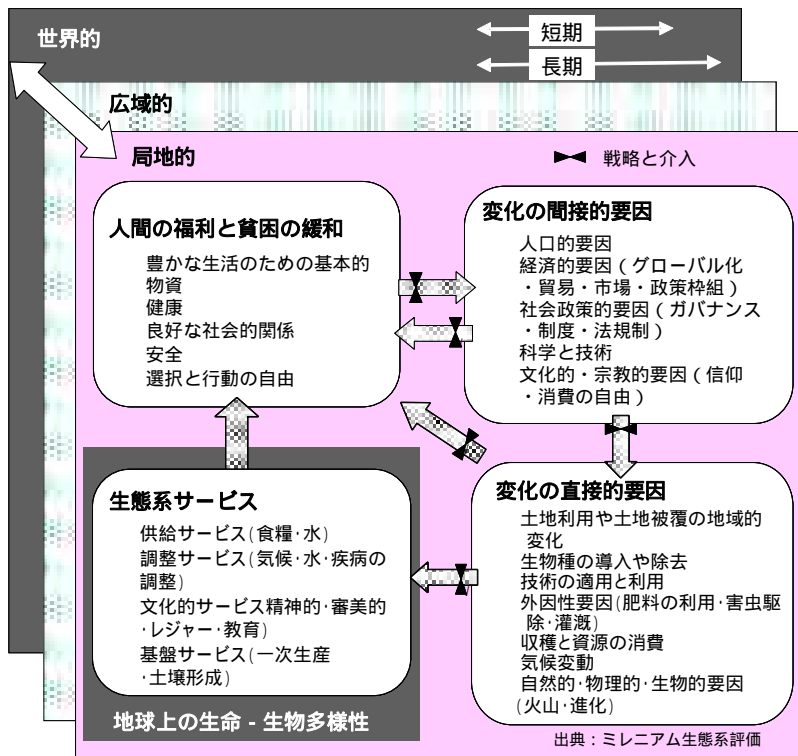 世界的
短期
長期
広域的
局地的
戦略と介入
人間の福利と貧困の緩和
豊かな生活のための基本的
物資
健康
良好な社会的関係
安全
選択と行動の自由
変化の間接的要因
人口的要因
経済的要因(グローバル化
・貿易・市場・政策枠組)
社会政策的要因(ガバナンス
・制度・法規制)
科学と技術
文化的・宗教的要因(信仰
・消費の自由)
生態系サービス
供給サービス(食糧・水)
調整サービス(気候・水・疾病の
調整)
文化的サービス精神的・審美的
・レジャー・教育)
基盤サービス(一次生産
・土壌形成)
地球上の生命 - 生物多様性
変化の直接的要因
土地利用や土地被覆の地域的
変化
生物種の導入や除去
技術の適用と利用
外因性要因(肥料の利用・害虫駆
除・灌漑)
収穫と資源の消費
気候変動
自然的・物理的・生物的要因
(火山・進化)
出典:ミレニアム生態系評価